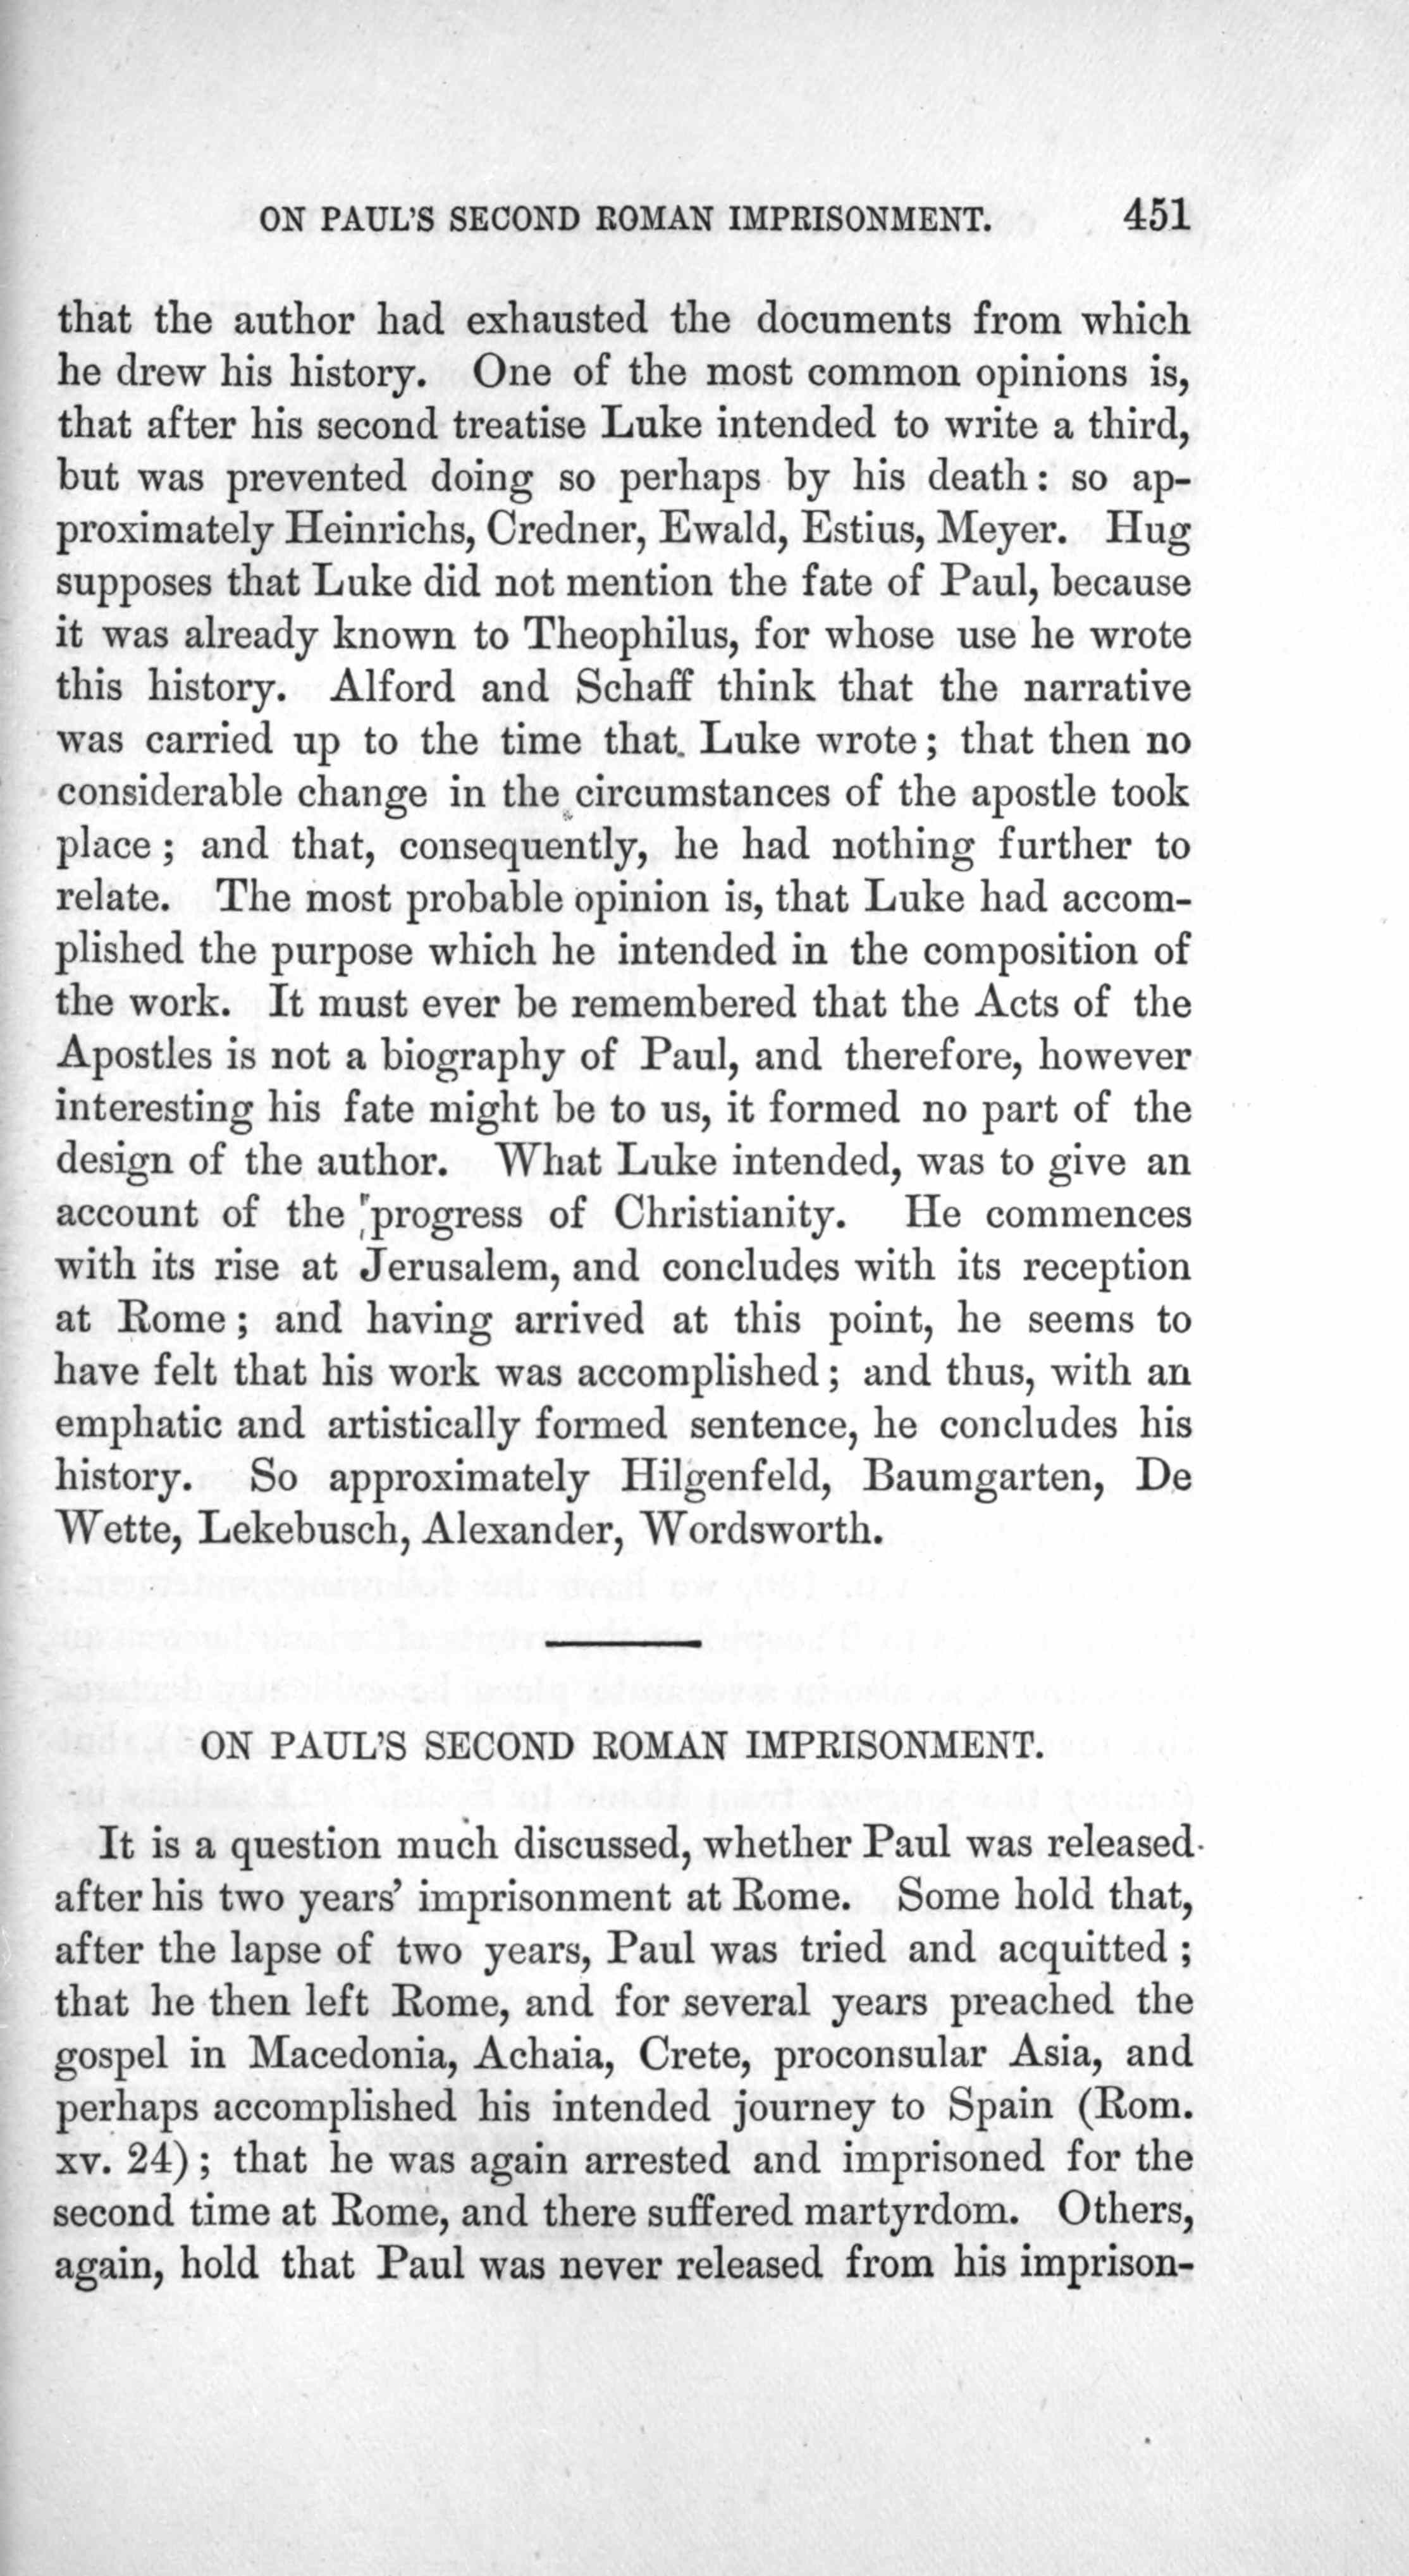 ON PAUL'S SECOND ROMAN IMPRISONMENT. 451
that the author had exhausted the documents from which
he drew his history. One of the most common opinions is,
that after his second treatise Luke intended to write a third,
but was prevented doing so perhaps by his death: so ap-
proximately Heinrichs, Credner, Ewald, Estius, Meyer. Hug
supposes that Luke did not mention the fate of Paul, because
it was already known to Theophilus, for whose use he wrote
this history. Alford and Schaff think that the narrative
was carried up to the time that Luke wrote; that then no
considerable change in the circumstances of the apostle took
place; and that, consequently, he had nothing further to
relate. The most probable opinion is, that Luke had accom-
plished the purpose which he intended in the composition of
the work. It must ever be remembered that the Acts of the
Apostles is not a biography of Paul, and therefore, however
interesting his fate might be to us, it formed no part of the
design of the author. What Luke intended, was to give an
account of the progress of Christianity. He commences
with its rise at Jerusalem, and concludes with its reception
at Rome; and having arrived at this point, he seems to
have felt that his work was accomplished; and thus, with an
emphatic and artistically formed sentence, he concludes his
history. So approximately Hilgenfeld, Baumgarten, De
Wette, Lekebusch, Alexander, Wordsworth.
ON PAUL'S SECOND ROMAN IMPRISONMENT.
It is a question much discussed, whether Paul was released
after his two years' imprisonment at Rome. Some hold that,
after the lapse of two years, Paul was tried and acquitted;
that he then left Rome, and for several years preached the
gospel in Macedonia, Achaia, Crete, proconsular Asia, and
perhaps accomplished his intended journey to Spain (Rom.
xv. 24); that he was again arrested and imprisoned for the
second time at Rome, and there suffered martyrdom. Others,
again, hold that Paul was never released from his imprison-